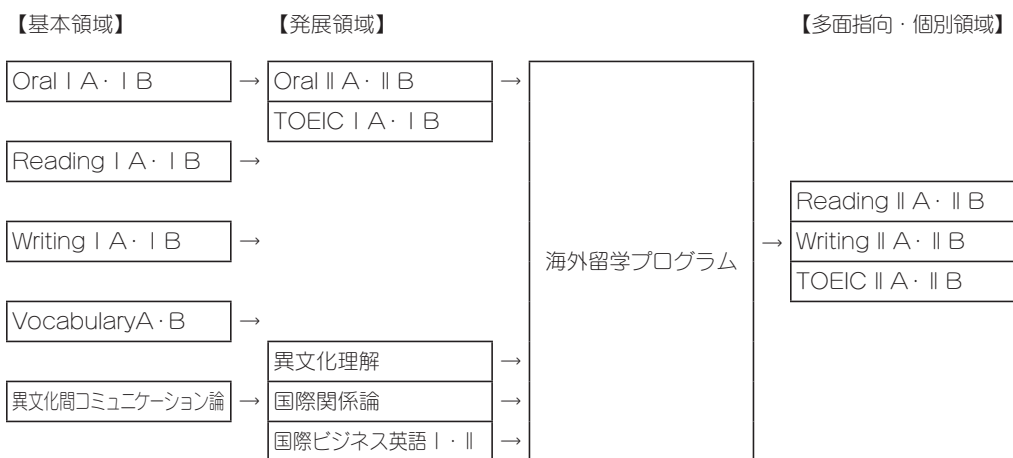 【基本領域】 【発展領域】 【多面指向・個別領域】
Oral Ⅰ A・Ⅰ B → Oral Ⅱ A・Ⅱ B →
TOEIC Ⅰ A・Ⅰ B
Reading Ⅰ A・Ⅰ B →
Reading Ⅱ A・Ⅱ B
Writing Ⅰ A・Ⅰ B → → Writing Ⅱ A・Ⅱ B
海外留学プログラム
TOEIC Ⅱ A・Ⅱ B
VocabularyA・B →
異文化理解 →
異文化間コミュニケーション論 → 国際関係論 →
国際ビジネス英語Ⅰ・Ⅱ →